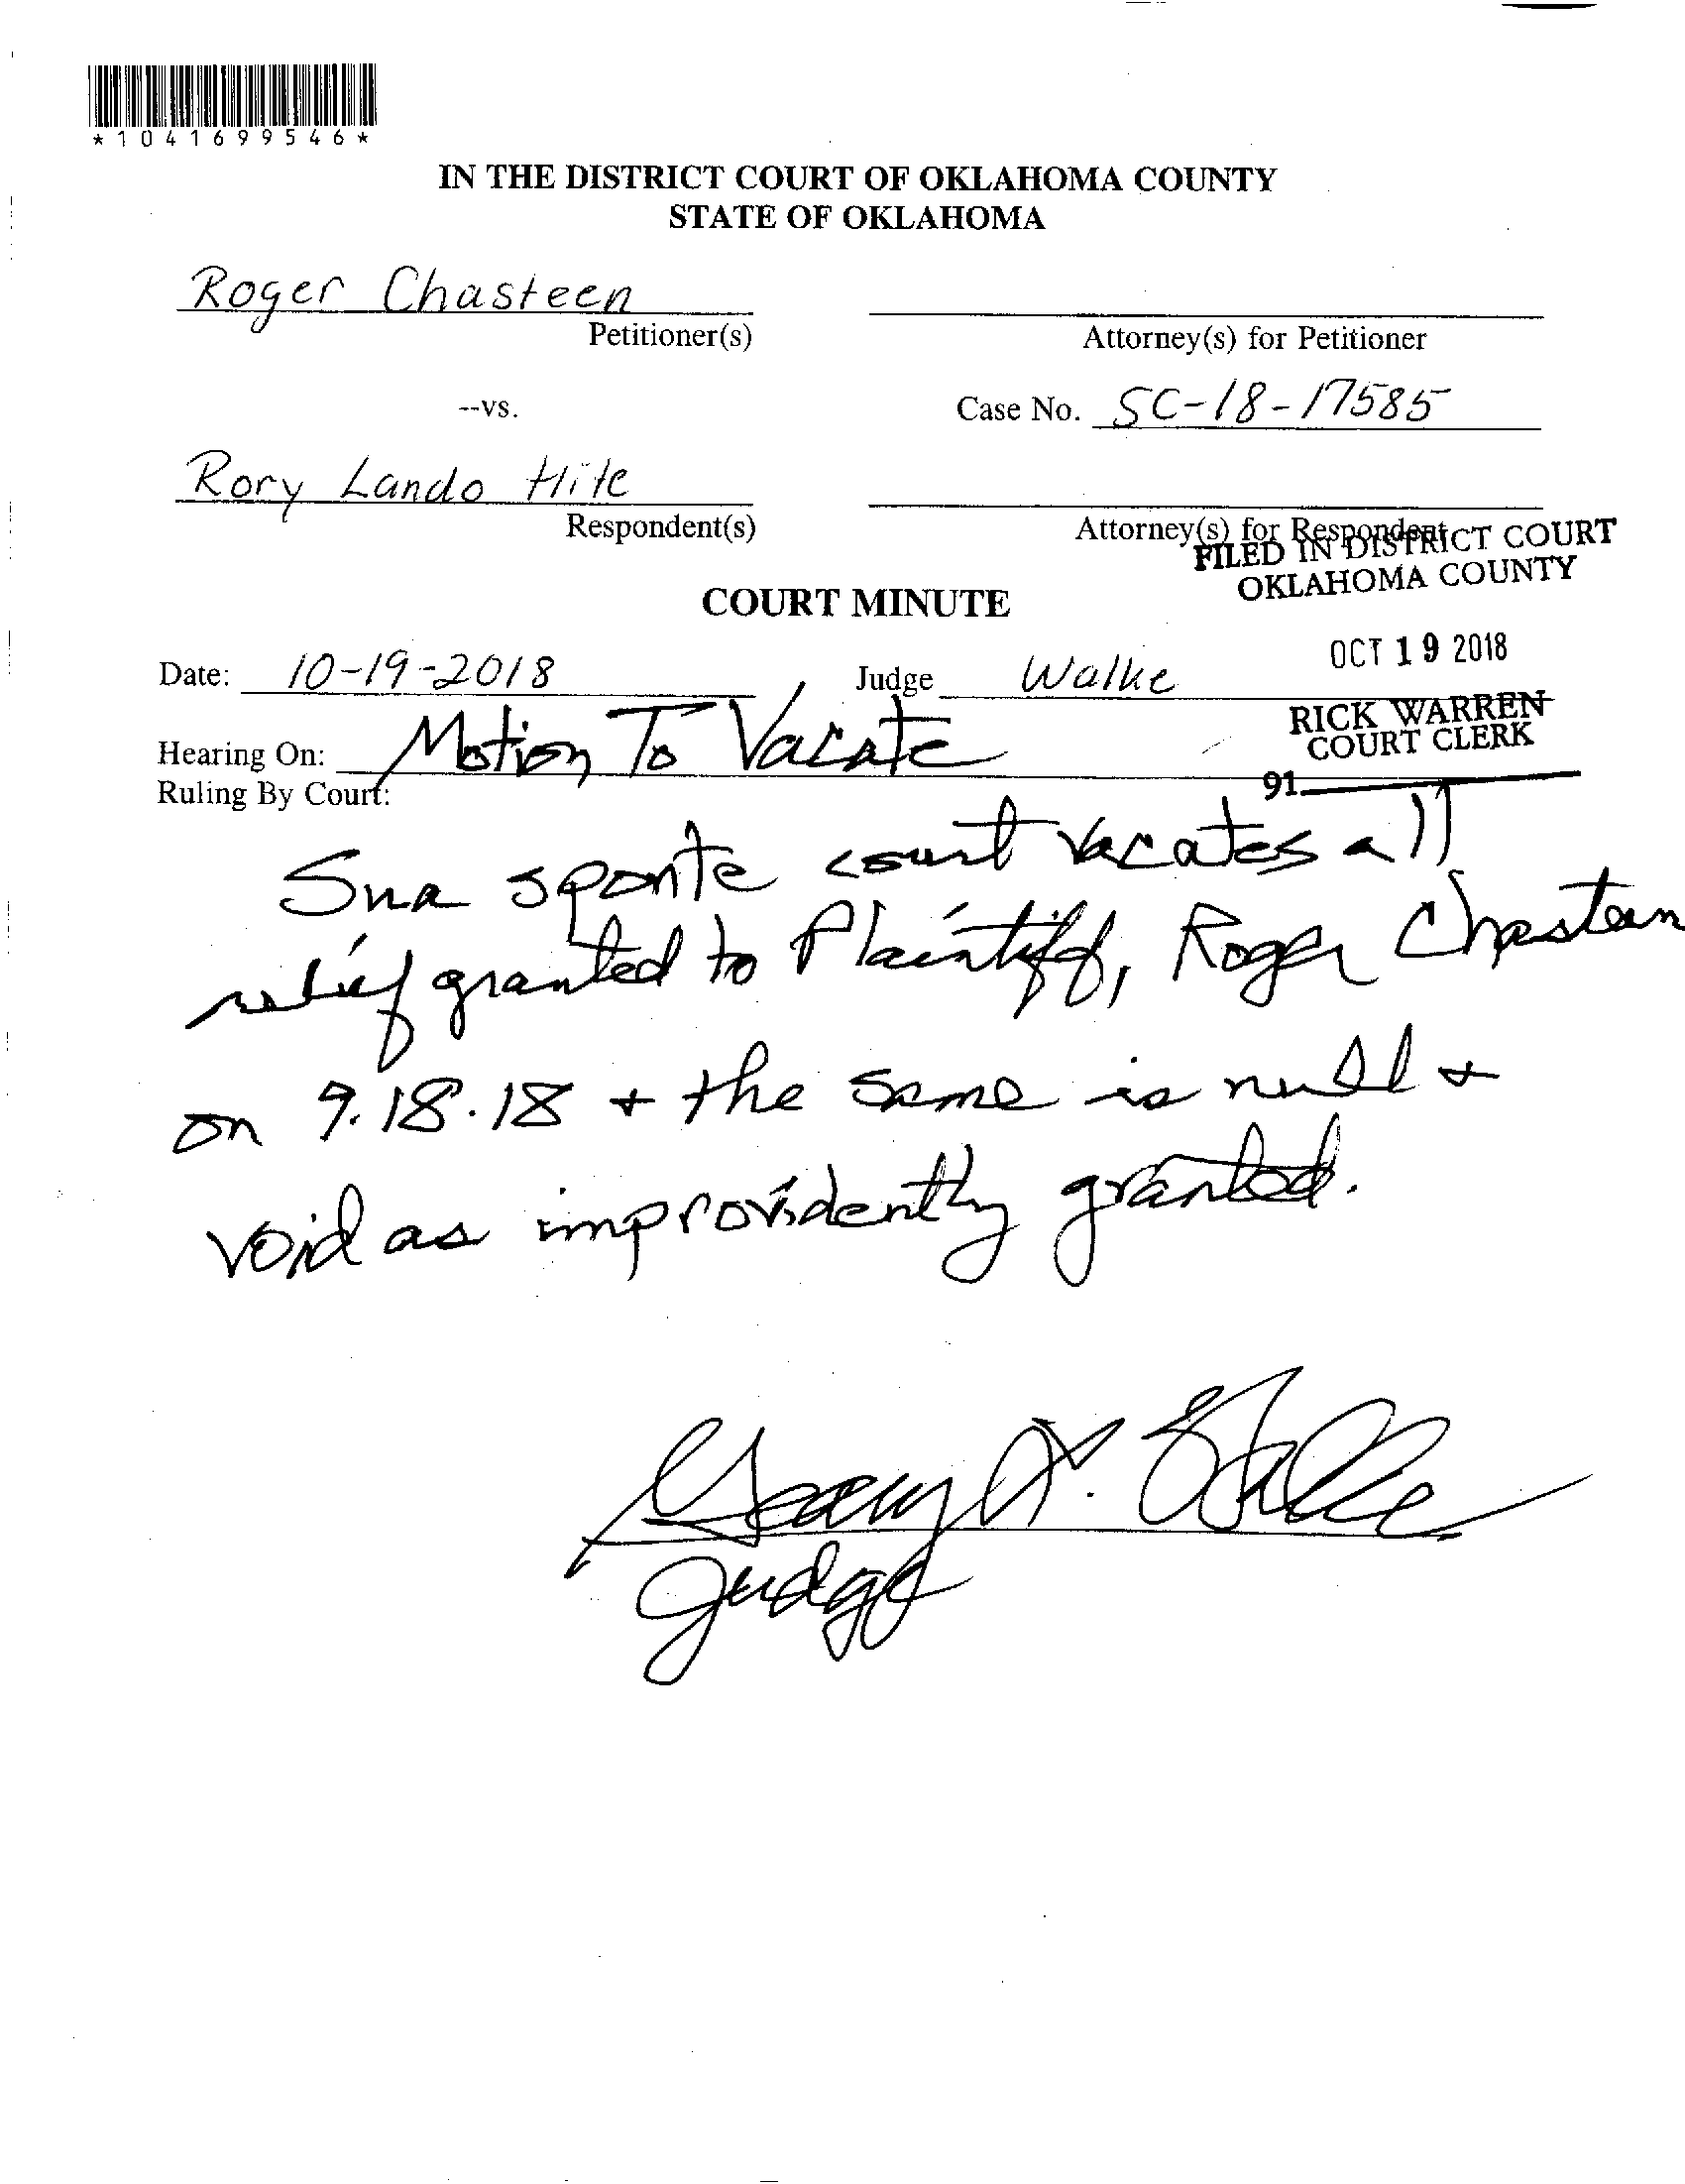 *1041699546*
IN THE DISTRICT COURT OF OKLAHOMA COUNTY
STATE OF OKLAHOMA
Roger Chasteen
Petitioner(s)
Attorney(s) for Petitioner
--vs.
Case No. SC-18-17585
Rory Lando Hite
Respondent(s)
Attorney(s) for Respondent
FILED IN DISTRICT COURT
OKLAHOMA COUNTY
COURT MINUTE
OCT 19 2018
Date: 10-19-2018 Judge Walke
RICK WARREN
COURT CLERK
Hearing On: Motion To Vacate
91
Ruling By Court:
Sua sponte court vacates all
relief granted to Plaintiff, Roger Chasteen
on 9.18.18 + the same is null +
void as improvidently granted.
Geary L. Walke
Judge